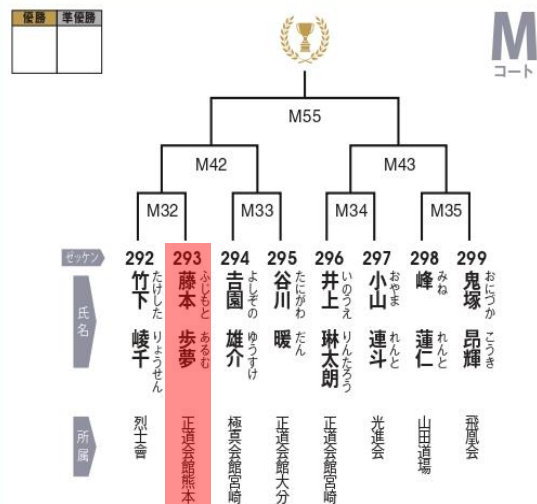 優勝 準優勝
M
コート
M55
M42 M43
M32 M33 M34 M35
ゼッケン 292 293 294 295 296 297 298 299
氏名
竹下 崚千
たけした りょうせん
藤本 歩夢
ふじもと あるむ
吉園 雄介
よしぞの ゆうすけ
谷川 暖
たにがわ だん
井上 琳太朗
いのうえ りんたろう
小山 連斗
おやま れんと
峰 蓮仁
みね れんと
鬼塚 昂輝
おにづか こうき
所属
烈士會
正道会館熊本
極真会館宮崎
正道会館大分
正道会館宮崎
光進会
山田道場
飛凰会